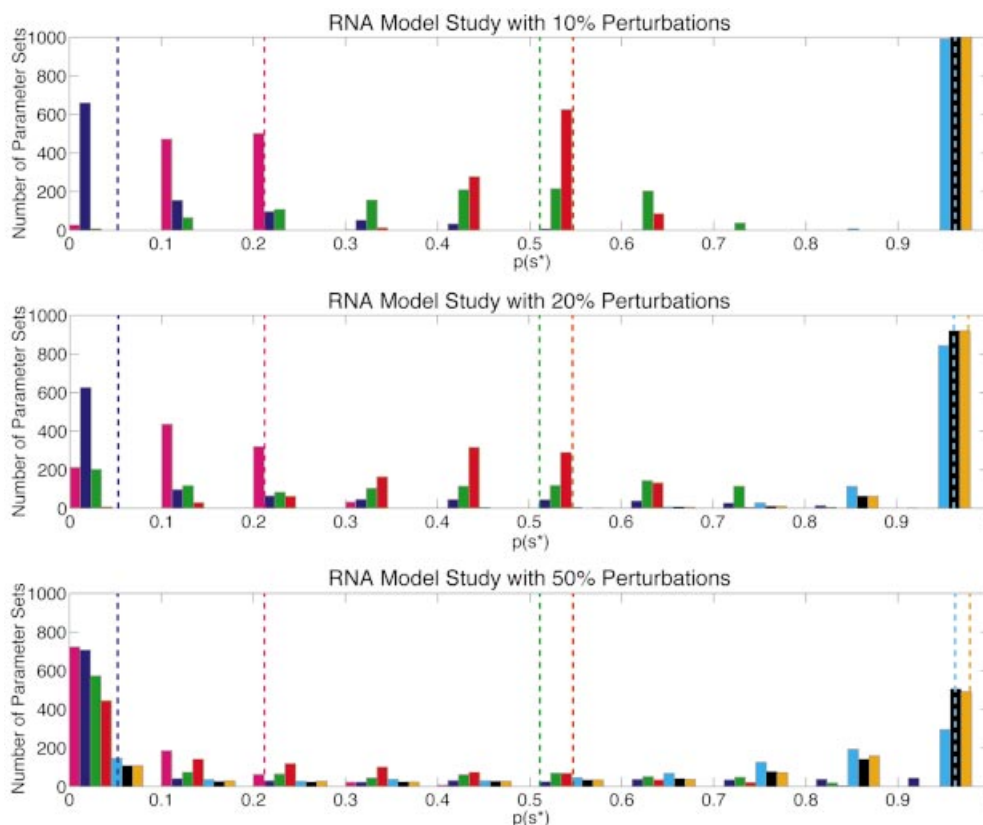 RNA Model Study with 10% Perturbations
Number of Parameter Sets
1000
800
600
400
200
0
0 0.1 0.2 0.3 0.4 0.5 0.6 0.7 0.8 0.9
p(s*)
RNA Model Study with 20% Perturbations
Number of Parameter Sets
1000
800
600
400
200
0
0 0.1 0.2 0.3 0.4 0.5 0.6 0.7 0.8 0.9
p(s*)
RNA Model Study with 50% Perturbations
Number of Parameter Sets
1000
800
600
400
200
0
0 0.1 0.2 0.3 0.4 0.5 0.6 0.7 0.8 0.9
p(s*)